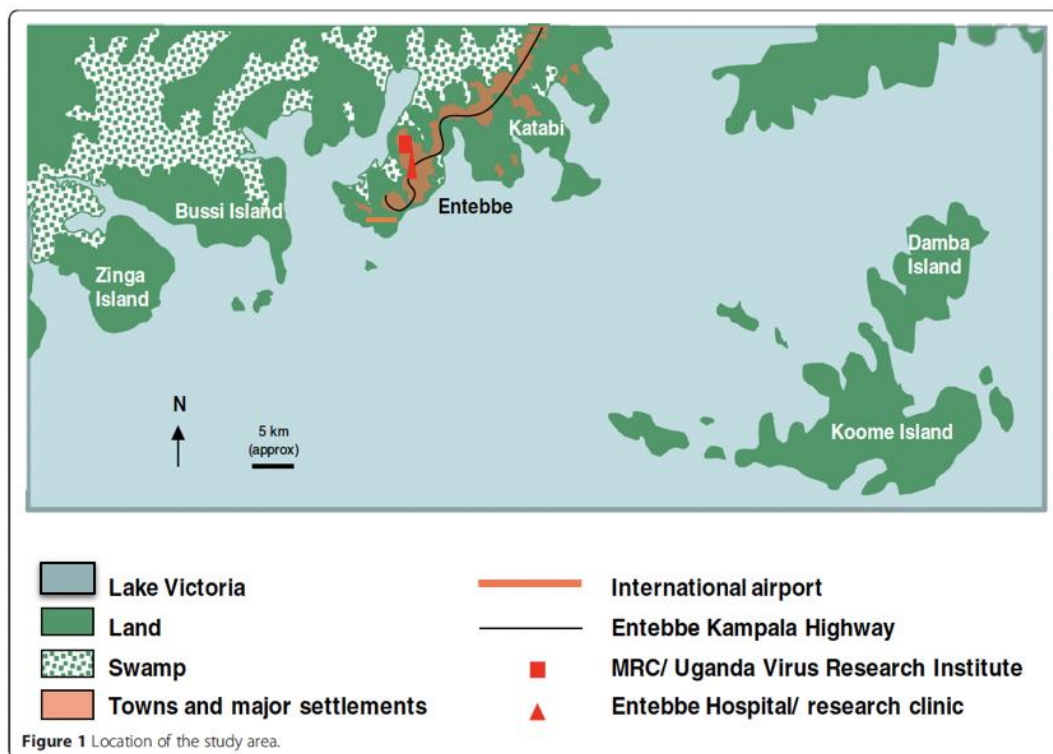 Katabi
Entebbe
Bussi Island
Zinga
Island
Damba
Island
Koome Island
N
5 km
(approx)
Lake Victoria
Land
Swamp
Towns and major settlements
International airport
Entebbe Kampala Highway
MRC/ Uganda Virus Research Institute
Entebbe Hospital/ research clinic
Figure 1 Location of the study area.